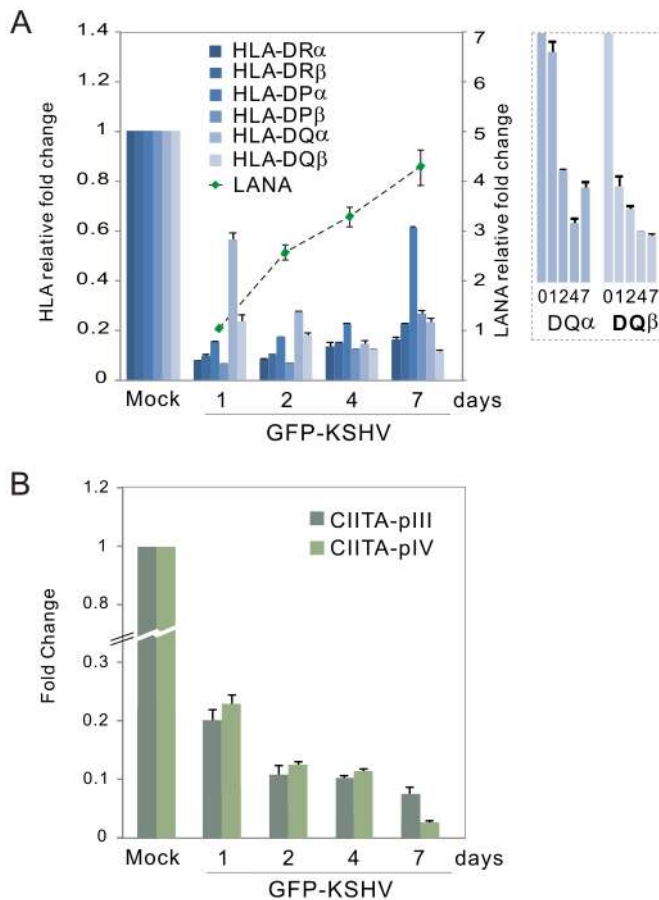 A
HLA relative fold change
1.4
1.2
1
0.8
0.6
0.4
0.2
0
HLA-DRα
HLA-DRβ
HLA-DPα
HLA-DPβ
HLA-DQα
HLA-DQβ
LANA
7
6
5
4
3
2
1
LANA relative fold change
Mock 1 2 4 7 days
GFP-KSHV
01247 01247
DQα DQβ
B
Fold Change
1.2
1
0.8
0.3
0.2
0.1
0
CIITA-pIII
CIITA-pIV
Mock 1 2 4 7 days
GFP-KSHV